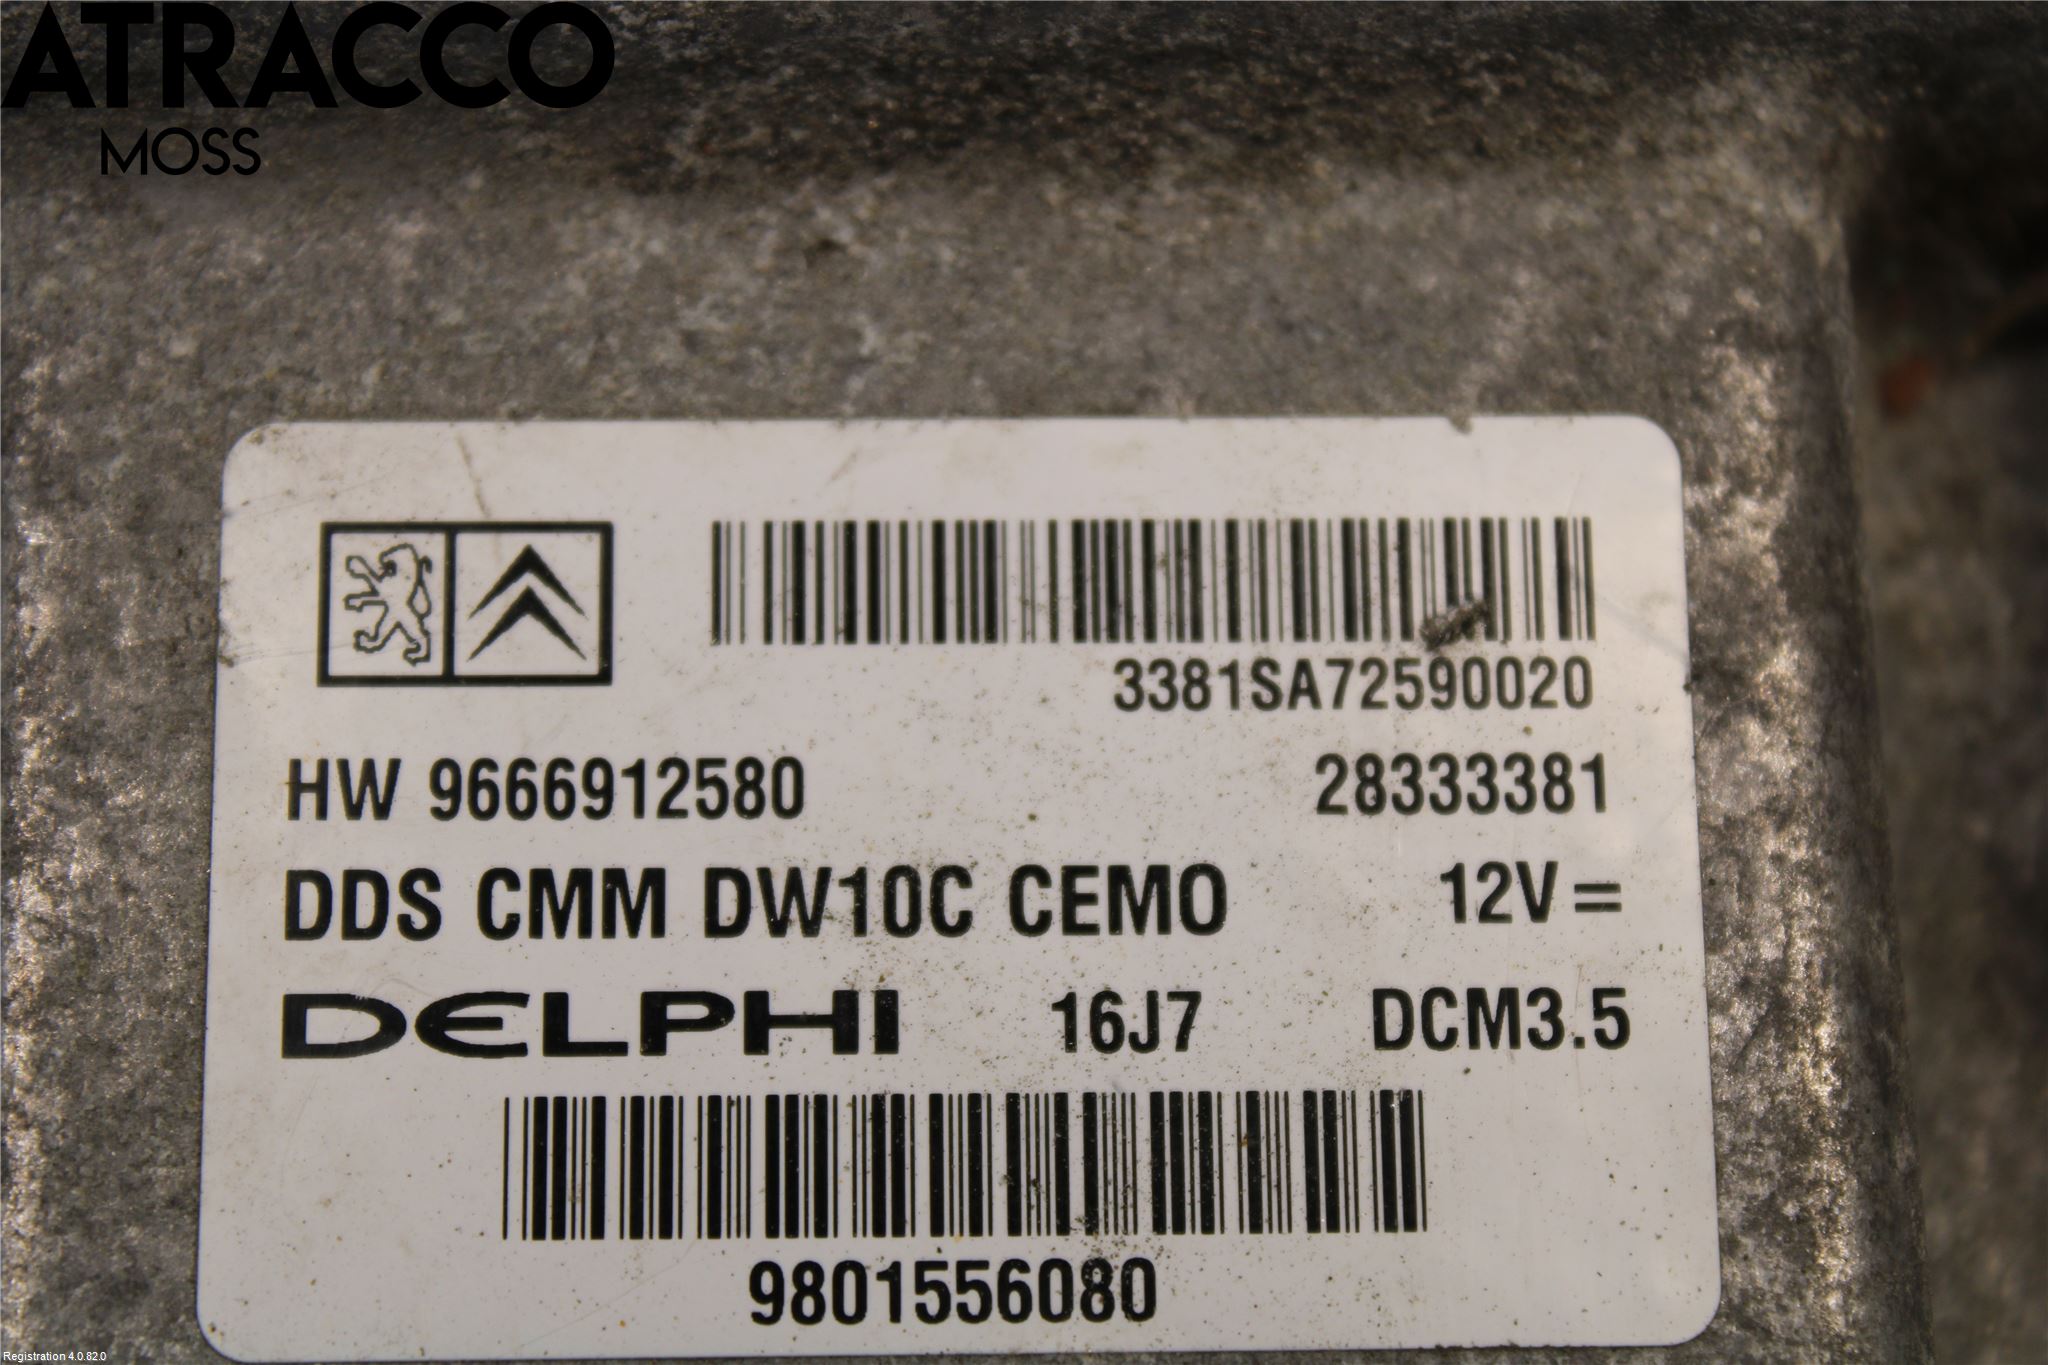 ATRACCO
MOSS
3381SA72590020
HW 9666912580 28333381
DDS CMM DW10C CEMO 12V =
DELPHI 16J7 DCM3.5
9801556080
Registration 4.0.82.0